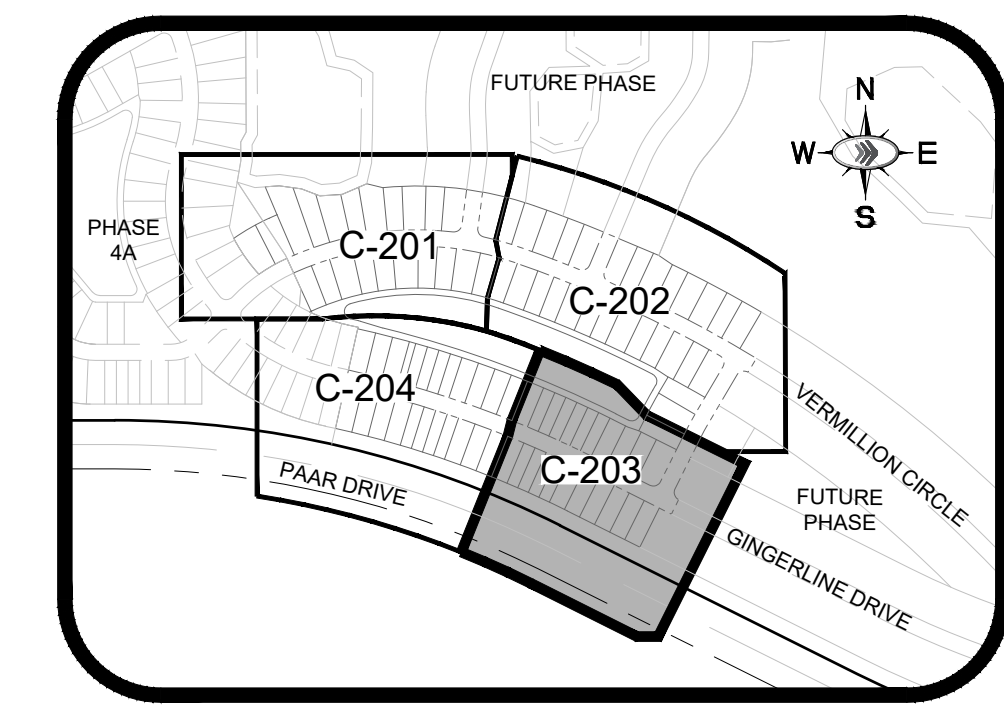 FUTURE PHASE
N
W
E
S
PHASE
4A
C-201
C-202
C-204
C-203
PAAR DRIVE
VERMILLION CIRCLE
FUTURE
PHASE
GINGERLINE DRIVE